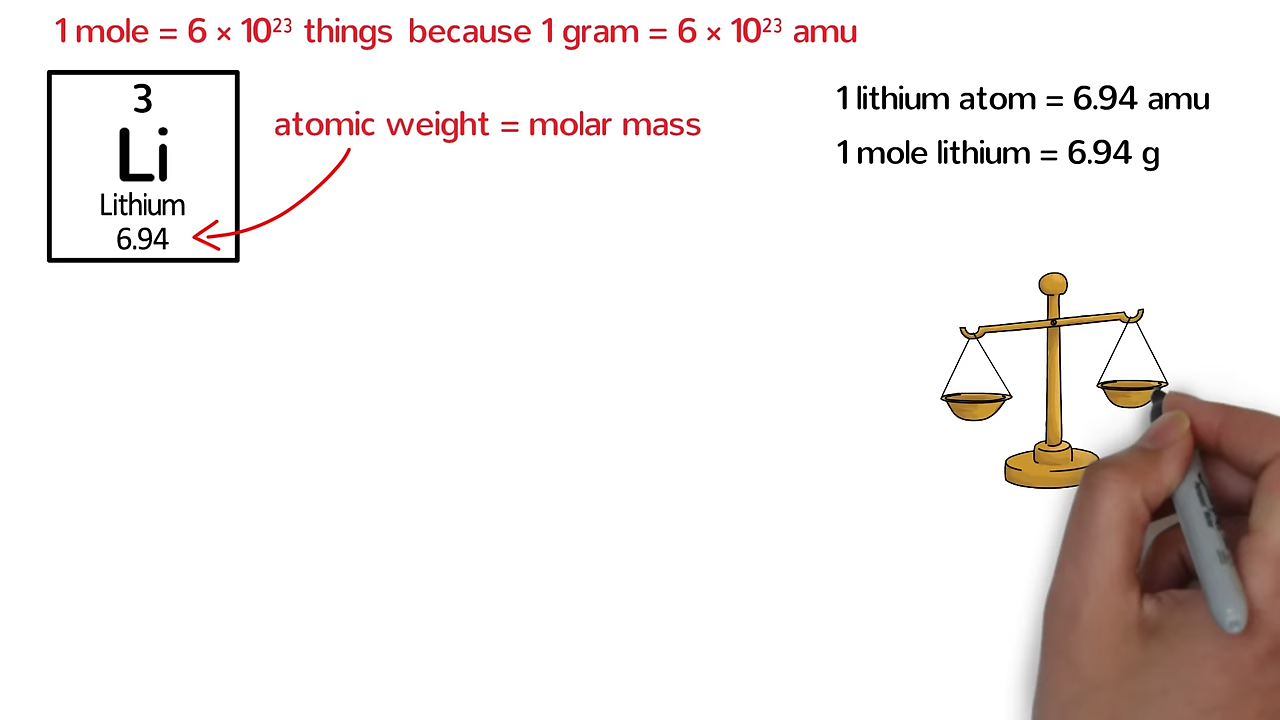 1 mole = 6 × 10²³ things because 1 gram = 6 × 10²³ amu
3
Li
Lithium
6.94
atomic weight = molar mass
1 lithium atom = 6.94 amu
1 mole lithium = 6.94 g